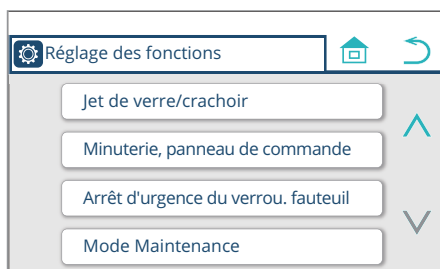 Réglage des fonctions
Jet de verre/crachoir
Minuterie, panneau de commande
Arrêt d'urgence du verrou. fauteuil
Mode Maintenance